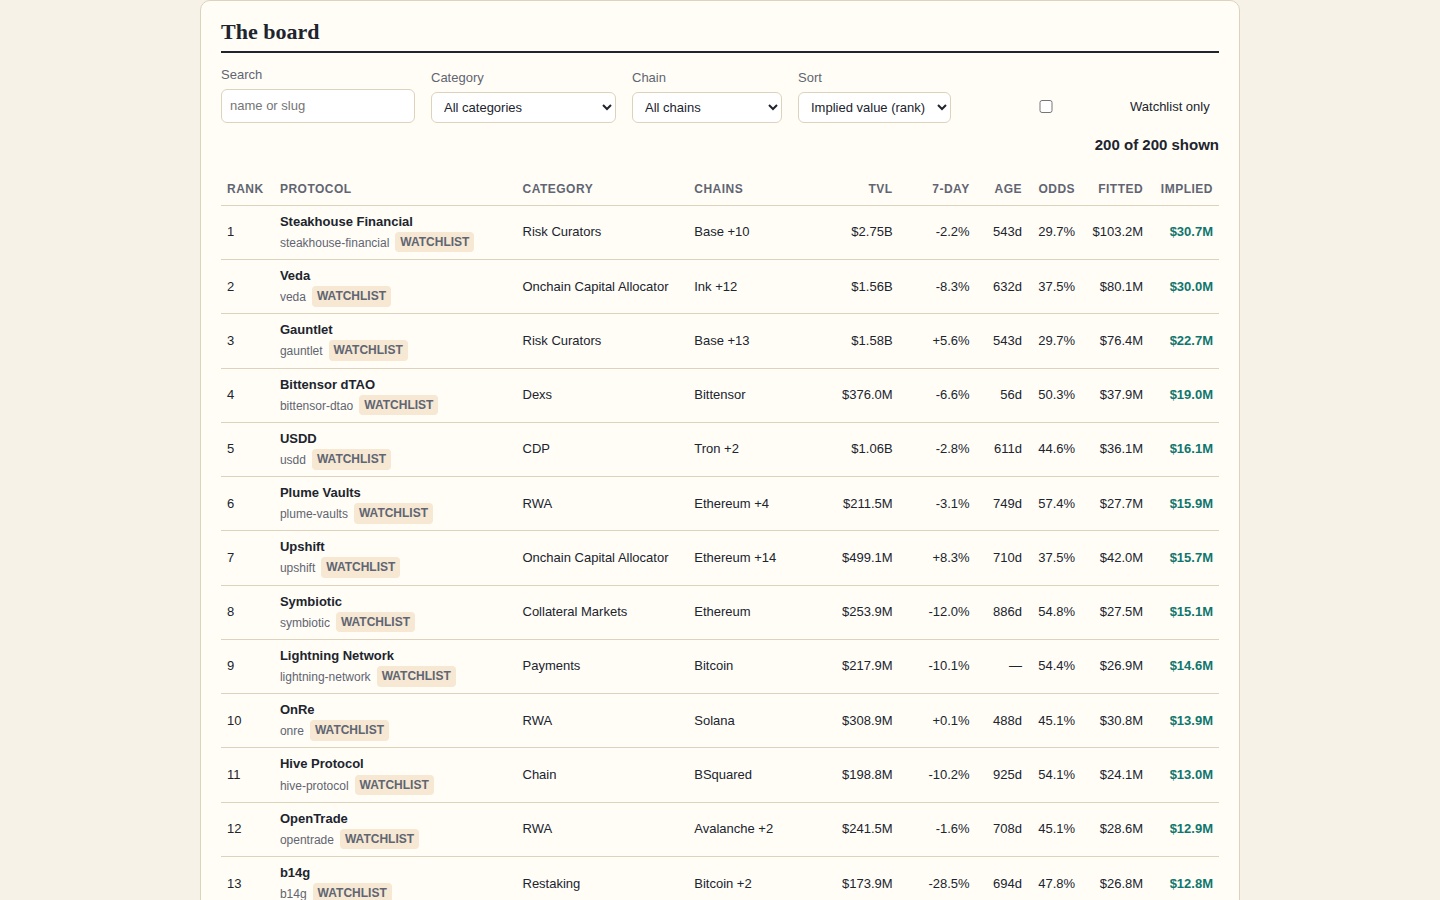 The board
Search Category Chain Sort
name or slug All categories All chains Implied value (rank) Watchlist only
200 of 200 shown
RANK PROTOCOL CATEGORY CHAINS TVL 7-DAY AGE ODDS FITTED IMPLIED
1 Steakhouse Financial Risk Curators Base +10 $2.75B -2.2% 543d 29.7% $103.2M $30.7M
steakhouse-financial WATCHLIST
2 Veda Onchain Capital Allocator Ink +12 $1.56B -8.3% 632d 37.5% $80.1M $30.0M
veda WATCHLIST
3 Gauntlet Risk Curators Base +13 $1.58B +5.6% 543d 29.7% $76.4M $22.7M
gauntlet WATCHLIST
4 Bittensor dTAO Dexs Bittensor $376.0M -6.6% 56d 50.3% $37.9M $19.0M
bittensor-dtao WATCHLIST
5 USDD CDP Tron +2 $1.06B -2.8% 611d 44.6% $36.1M $16.1M
usdd WATCHLIST
6 Plume Vaults RWA Ethereum +4 $211.5M -3.1% 749d 57.4% $27.7M $15.9M
plume-vaults WATCHLIST
7 Upshift Onchain Capital Allocator Ethereum +14 $499.1M +8.3% 710d 37.5% $42.0M $15.7M
upshift WATCHLIST
8 Symbiotic Collateral Markets Ethereum $253.9M -12.0% 886d 54.8% $27.5M $15.1M
symbiotic WATCHLIST
9 Lightning Network Payments Bitcoin $217.9M -10.1% — 54.4% $26.9M $14.6M
lightning-network WATCHLIST
10 OnRe RWA Solana $308.9M +0.1% 488d 45.1% $30.8M $13.9M
onre WATCHLIST
11 Hive Protocol Chain BSquared $198.8M -10.2% 925d 54.1% $24.1M $13.0M
hive-protocol WATCHLIST
12 OpenTrade RWA Avalanche +2 $241.5M -1.6% 708d 45.1% $28.6M $12.9M
opentrade WATCHLIST
13 b14g Restaking Bitcoin +2 $173.9M -28.5% 694d 47.8% $26.8M $12.8M
b14g WATCHLIST